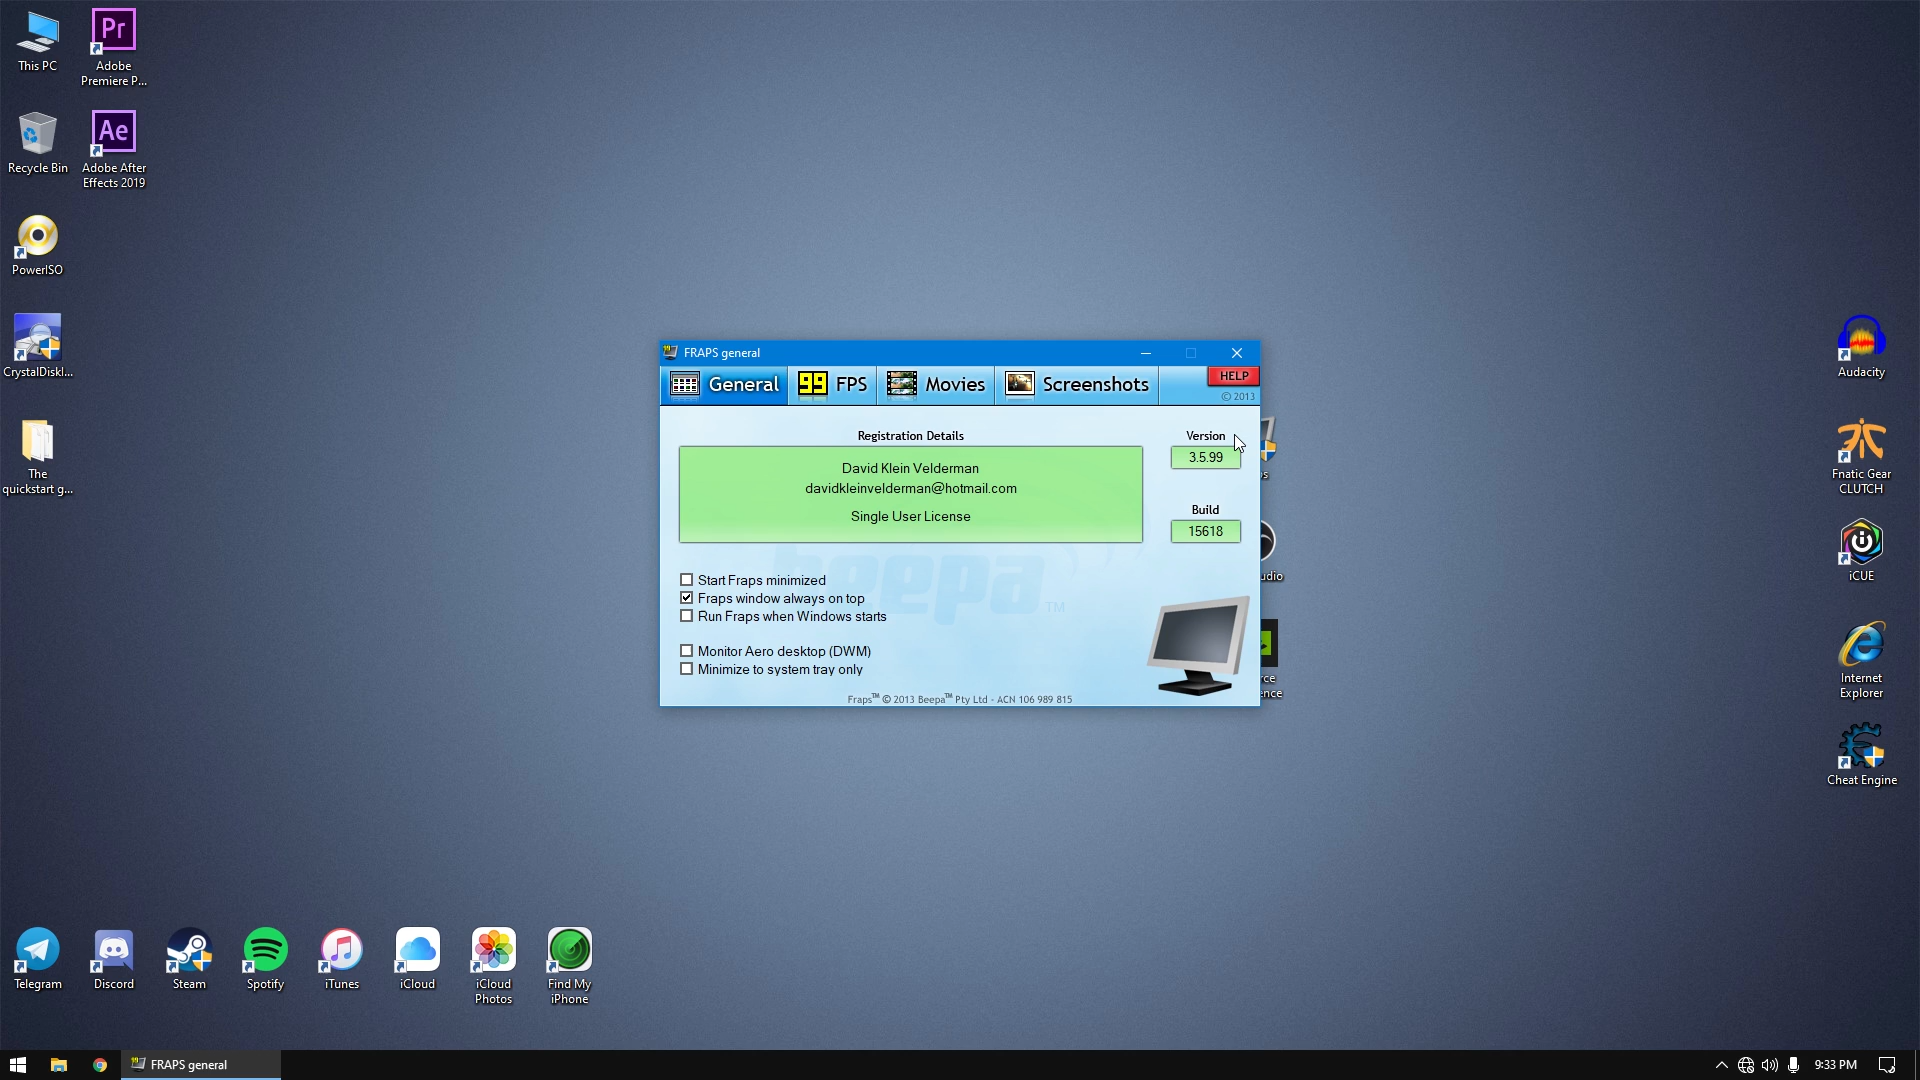 This PC
Adobe
Premiere P...
Recycle Bin
Adobe After
Effects 2019
PowerISO
CrystalDiskI...
The
quickstart g...
FRAPS general
General
99
FPS
Movies
Screenshots
HELP
© 2013
Registration Details
David Klein Velderman
davidkleinvelderman@hotmail.com
Single User License
Version
3.5.99
Build
15618
beepa™
Start Fraps minimized
Fraps window always on top
Run Fraps when Windows starts
Monitor Aero desktop (DWM)
Minimize to system tray only
Fraps™ © 2013 Beepa™ Pty Ltd - ACN 106 989 815
Audacity
Fnatic Gear
CLUTCH
iCUE
Internet
Explorer
Cheat Engine
Telegram
Discord
Steam
Spotify
iTunes
iCloud
iCloud
Photos
Find My
iPhone
FRAPS general
9:33 PM
Pr
Ae